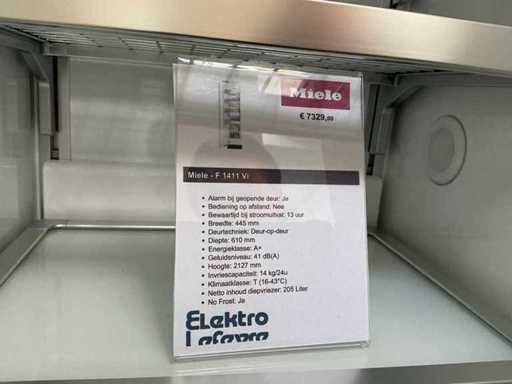 Miele
€ 7329,00
Miele - F 1411 Vi
• Alarm bij geopende deur: Ja
• Bediening op afstand: Nee
• Bewaartijd bij stroomuitval: 13 uur
• Breedte: 445 mm
• Deurtechniek: Deur-op-deur
• Diepte: 610 mm
• Energieklasse: A+
• Geluidsniveau: 41 dB(A)
• Hoogte: 2127 mm
• Invriescapaciteit: 14 kg/24u
• Klimaatklasse: T (16-43°C)
• Netto inhoud diepvriezer: 205 Liter
• No Frost: Ja
ELektro